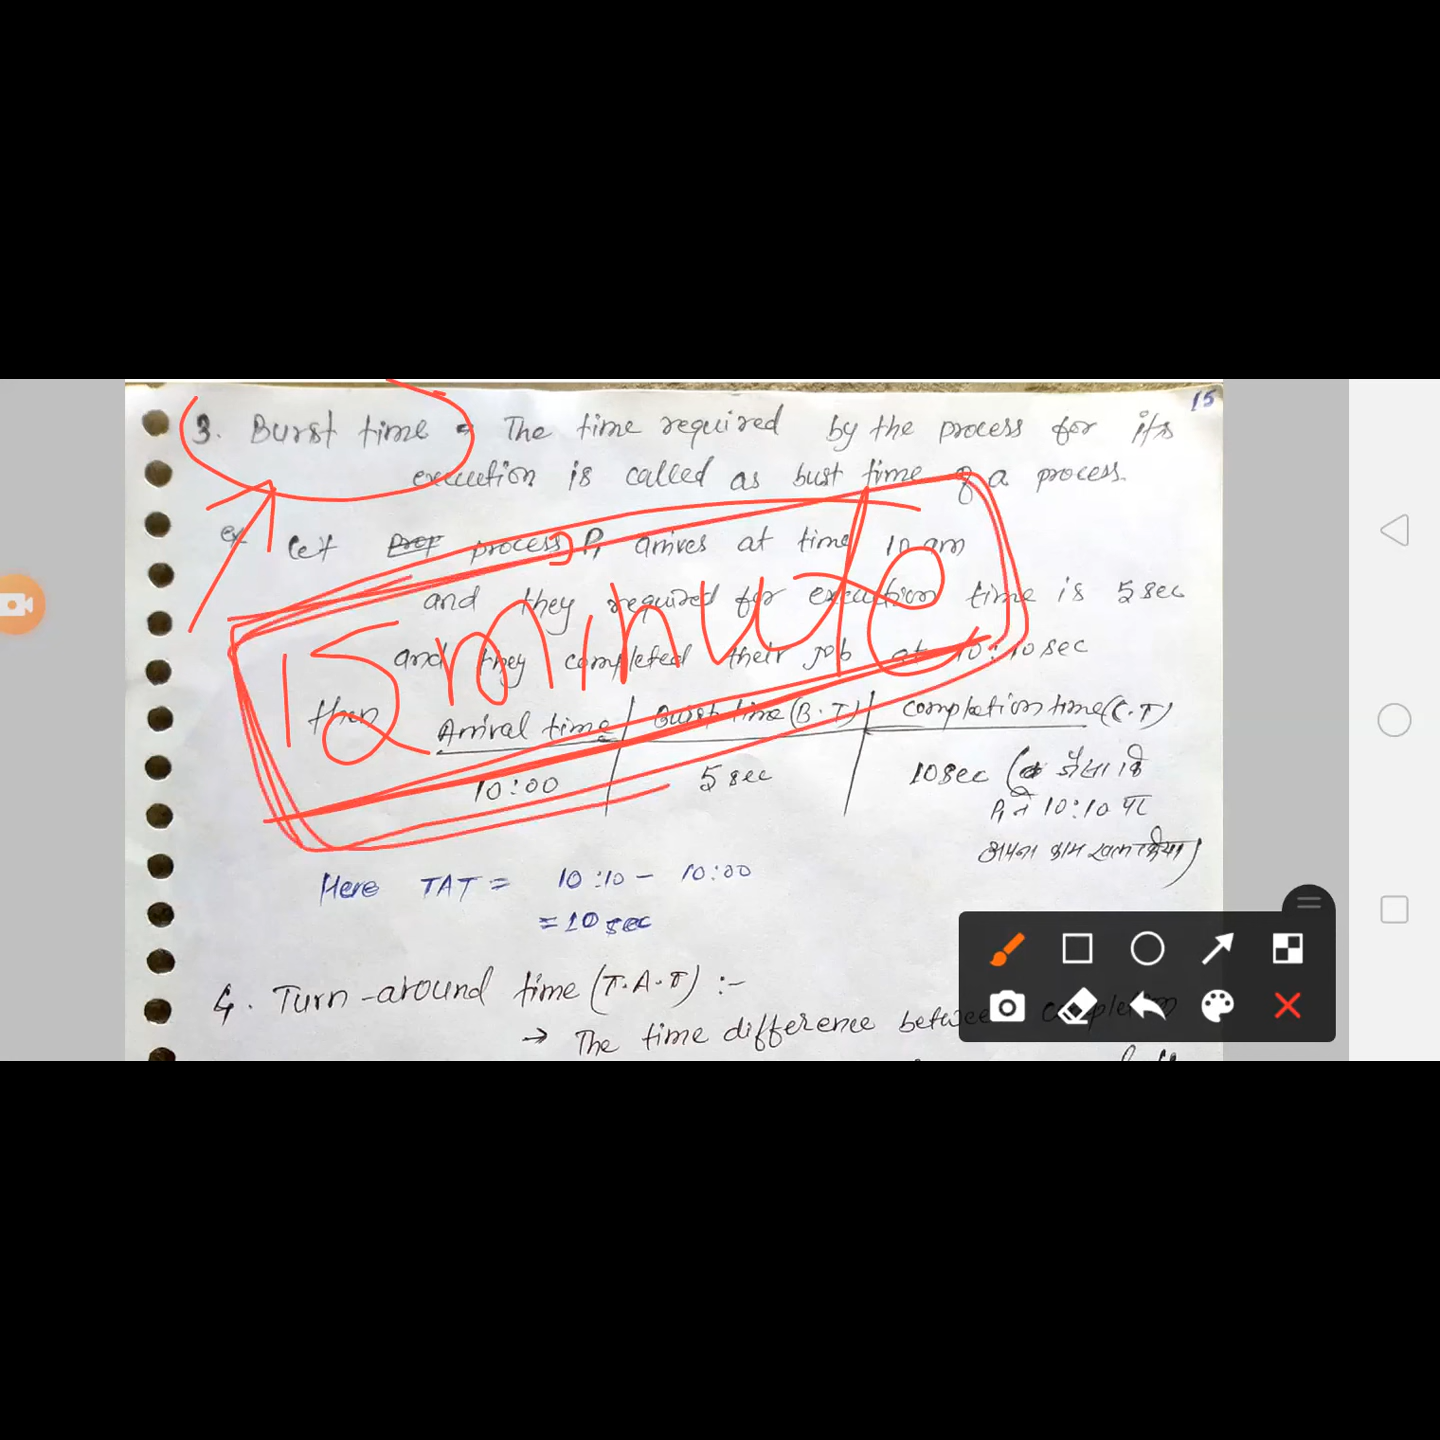 15
3. Burst time = The time required by the process for its
execution is called as bust time of a process.
ex Let process P1 arrives at time 10 am
and they required for execution time is 5 sec
and they completed their job at 10:10 sec
15 minute
then Arrival time | Burst time (B.T) | Completion time (C.T)
10:00 | 5 sec | 10 sec ( जैसा कि
P1 ने 10:10 पर
अपना काम खत्म किया)
Here TAT = 10:10 - 10:00
= 10 sec
4. Turn-around time (T.A.T) :-
→ The time difference between completion